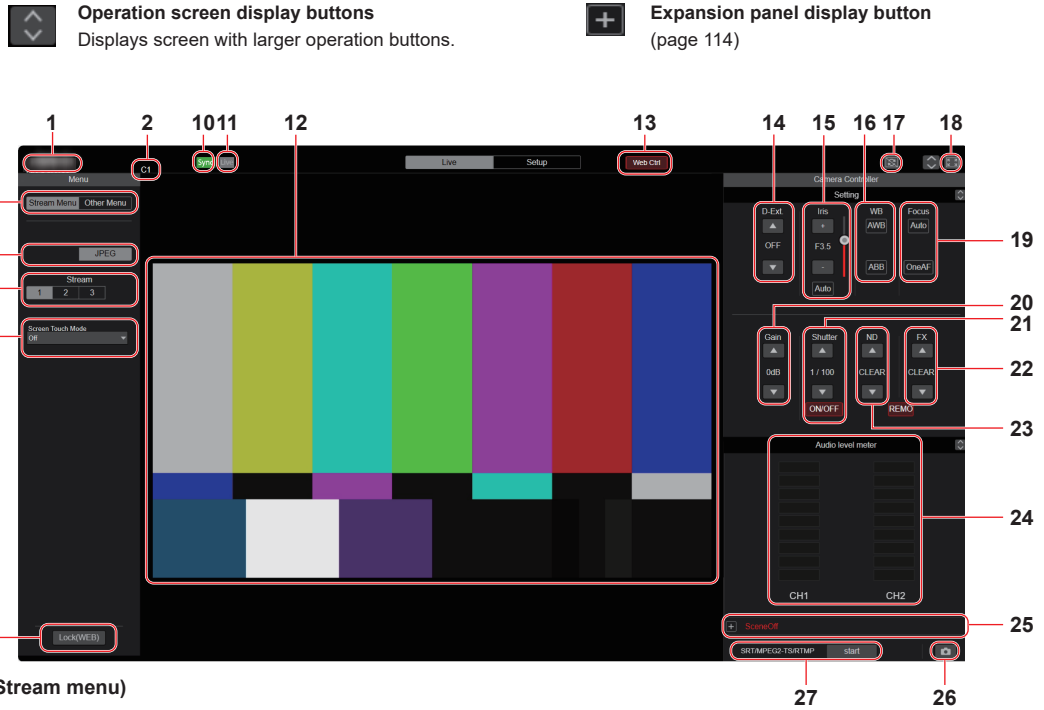 Operation screen display buttons
Displays screen with larger operation buttons.
Expansion panel display button
(page 114)
1
2
10
11
12
13
14
15
16
17
18
C1
Sync
Live
Live
Setup
Web Ctrl
Menu
Stream Menu
Other Menu
JPEG
Stream
1
2
3
Screen Touch Mode
Off
Lock(WEB)
Camera Controller
Setting
D-Ext.
Iris
WB
Focus
+
AWB
Auto
OFF
F3.5
-
ABB
OneAF
Auto
19
20
21
Gain
Shutter
ND
FX
0dB
1 / 100
CLEAR
CLEAR
22
ON/OFF
REMO
23
Audio level meter
24
CH1
CH2
+
SceneOff
25
SRT/MPEG2-TS/RTMP
start
27
26
Stream menu)